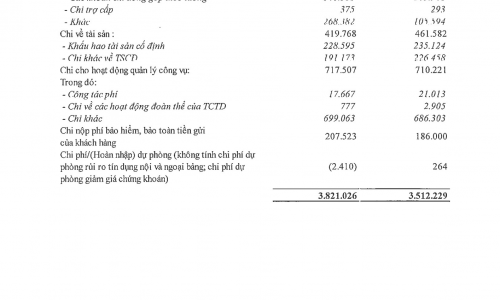 - Chi trợ cấp 375 293
- Khác 268.382 105.594
Chi về tài sản : 419.768 461.582
- Khấu hao tài sản cố định 228.595 235.124
- Chi khác về TSCĐ 191.173 226.458
Chi cho hoạt động quản lý công vụ: 717.507 710.221
Trong đó:
- Công tác phí 17.667 21.013
- Chi về các hoạt động đoàn thể của TCTD 777 2.905
- Chi khác 699.063 686.303
Chi nộp phí bảo hiểm, bảo toàn tiền gửi
của khách hàng 207.523 186.000
Chi phí/(Hoàn nhập) dự phòng (không tính chi phí dự
phòng rủi ro tín dụng nội và ngoại bảng; chi phí dự (2.410) 264
phòng giảm giá chứng khoán)
3.821.026 3.512.229